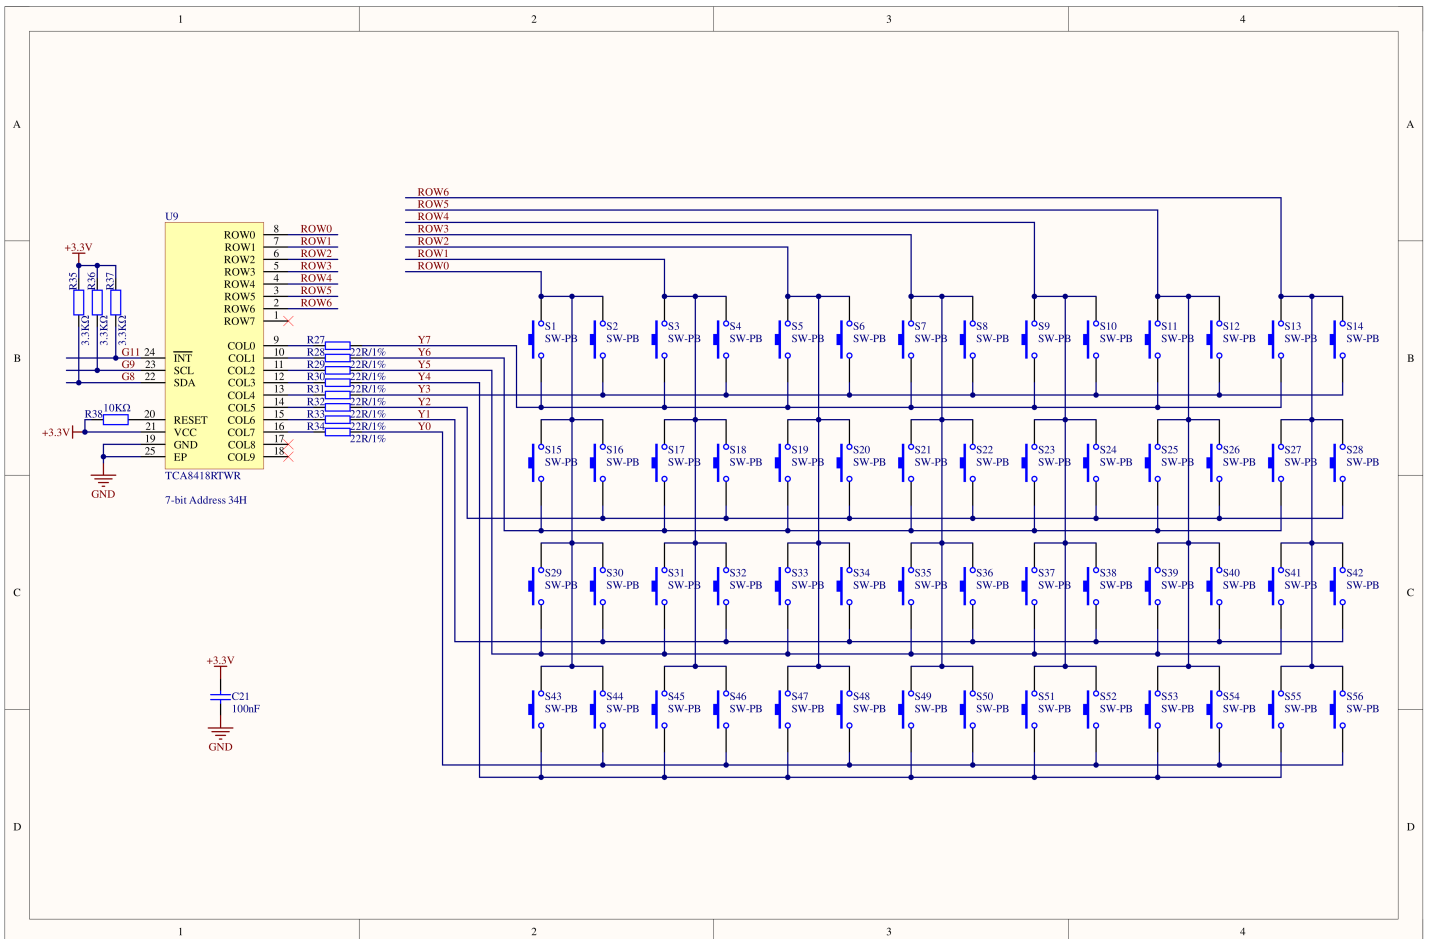 1 2 3 4
A A
ROW6
ROW5
ROW4
ROW3
ROW2
ROW1
ROW0
U9
ROW0 8 ROW0
ROW1 7 ROW1
ROW2 6 ROW2
ROW3 5 ROW3
ROW4 4 ROW4
ROW5 3 ROW5
ROW6 2 ROW6
ROW7 1
+3.3V
R35 R36 R37
3.3KΩ 3.3KΩ 3.3KΩ
COL0 9 R27 Y7
B G11 24 INT COL1 10 R28 22R/1% Y6 B
G9 23 SCL COL2 11 R29 22R/1% Y5
G8 22 SDA COL3 12 R30 22R/1% Y4
COL4 13 R31 22R/1% Y3
R38 10KΩ COL5 14 R32 22R/1% Y2
20 RESET COL6 15 R33 22R/1% Y1
+3.3V 21 VCC COL7 16 R34 22R/1% Y0
19 GND COL8 17 22R/1%
25 EP COL9 18
GND
TCA8418RTWR
7-bit Address 34H
S1 S2 S3 S4 S5 S6 S7 S8 S9 S10 S11 S12 S13 S14
SW-PB SW-PB SW-PB SW-PB SW-PB SW-PB SW-PB SW-PB SW-PB SW-PB SW-PB SW-PB SW-PB SW-PB
S15 S16 S17 S18 S19 S20 S21 S22 S23 S24 S25 S26 S27 S28
SW-PB SW-PB SW-PB SW-PB SW-PB SW-PB SW-PB SW-PB SW-PB SW-PB SW-PB SW-PB SW-PB SW-PB
S29 S30 S31 S32 S33 S34 S35 S36 S37 S38 S39 S40 S41 S42
SW-PB SW-PB SW-PB SW-PB SW-PB SW-PB SW-PB SW-PB SW-PB SW-PB SW-PB SW-PB SW-PB SW-PB
C C
S43 S44 S45 S46 S47 S48 S49 S50 S51 S52 S53 S54 S55 S56
SW-PB SW-PB SW-PB SW-PB SW-PB SW-PB SW-PB SW-PB SW-PB SW-PB SW-PB SW-PB SW-PB SW-PB
+3.3V
C21
100nF
GND
D D
1 2 3 4